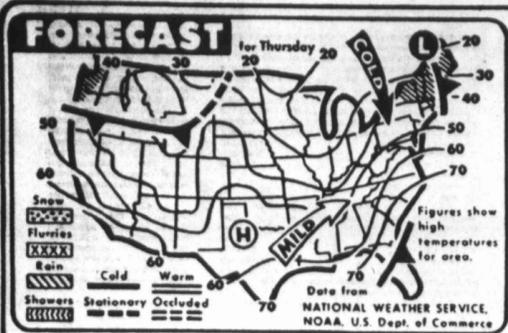 FORECAST
for Thursday
40 30 20 20 COLD L 20
30
40
50 50
60 60
70
H MILD
60 60 70 70
Snow
Flurries
XXXX
Rain
Showers
Cold Warm
Stationary Occluded
Figures show
high
temperatures
for area.
Data from
NATIONAL WEATHER SERVICE,
NOAA, U.S. Dept. of Commerce